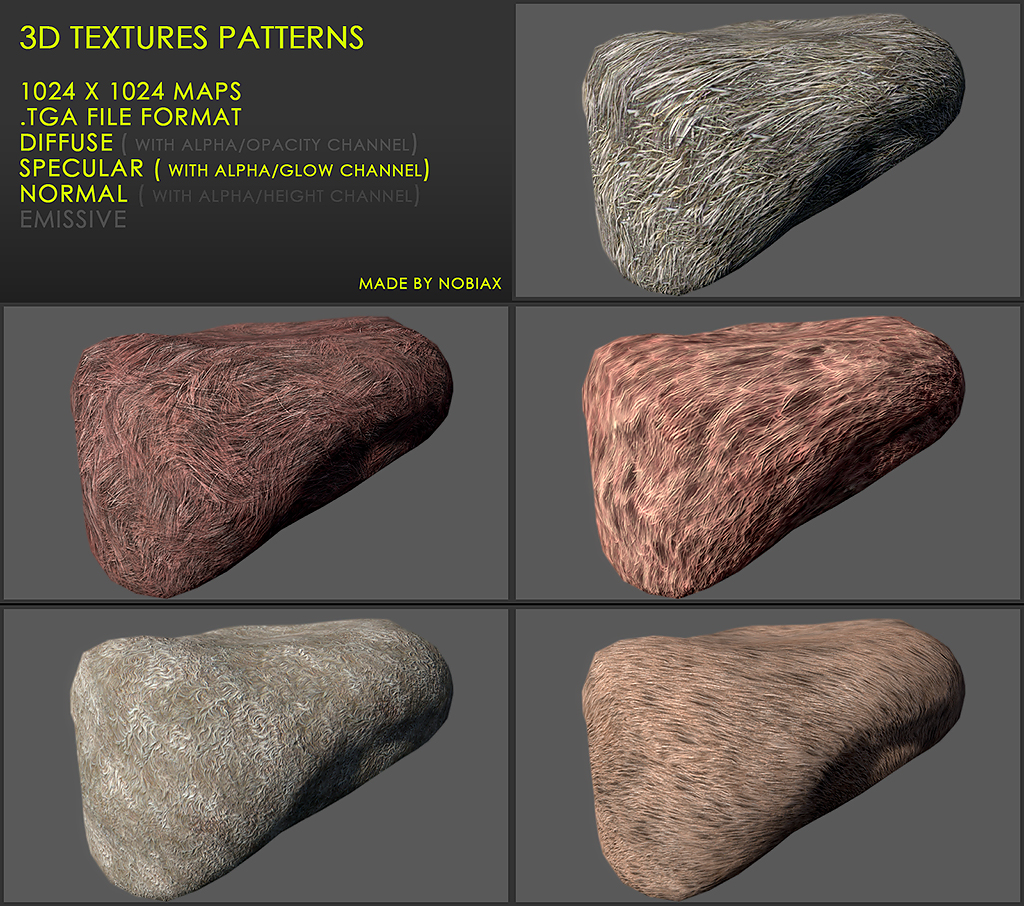 3D TEXTURES PATTERNS
1024 X 1024 MAPS
.TGA FILE FORMAT
DIFFUSE ( WITH ALPHA/OPACITY CHANNEL)
SPECULAR ( WITH ALPHA/GLOW CHANNEL)
NORMAL ( WITH ALPHA/HEIGHT CHANNEL)
EMISSIVE
MADE BY NOBIAX